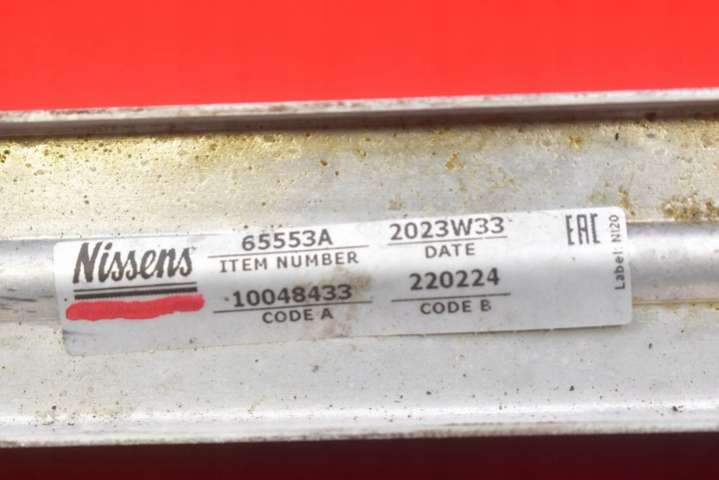 Nissens
65553A
ITEM NUMBER
10048433
CODE A
2023W33
DATE
220224
CODE B
EAC
Label: NI20